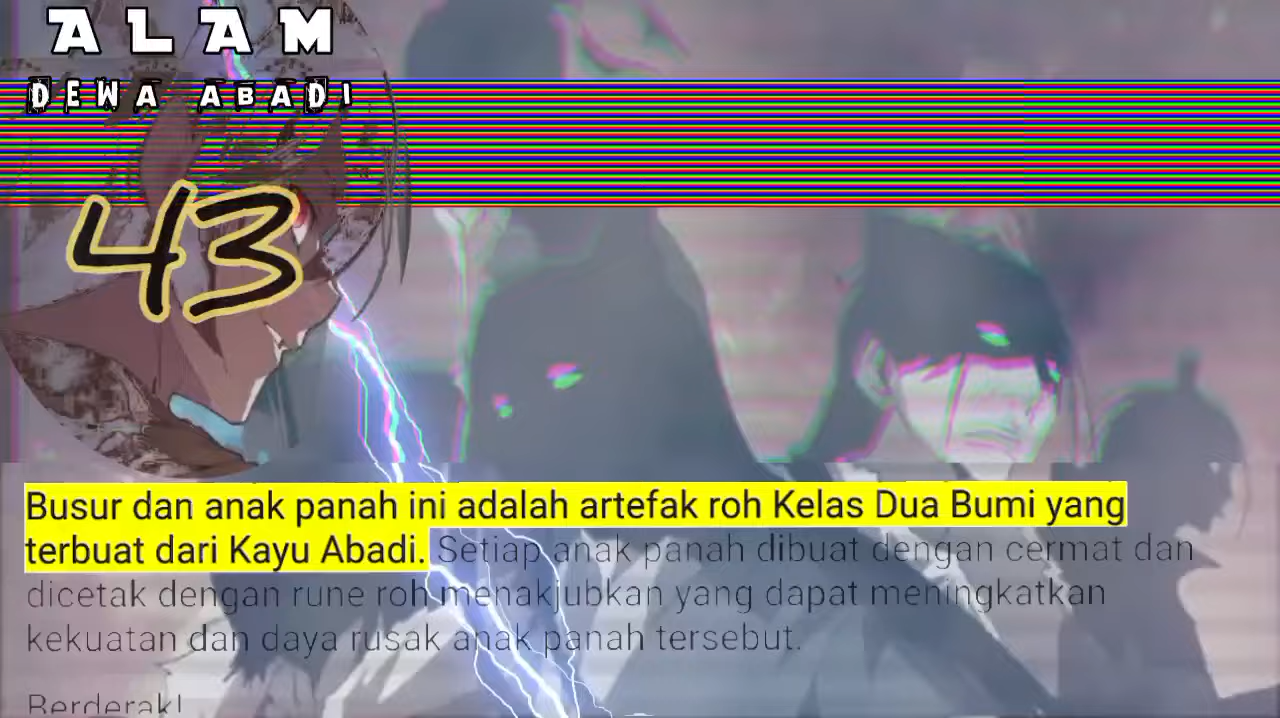 ALAM
DEWA ABADI
43
Busur dan anak panah ini adalah artefak roh Kelas Dua Bumi yang
terbuat dari Kayu Abadi. Setiap anak panah dibuat dengan cermat dan
dicetak dengan rune roh menakjubkan yang dapat meningkatkan
kekuatan dan daya rusak anak panah tersebut.
Berderak!